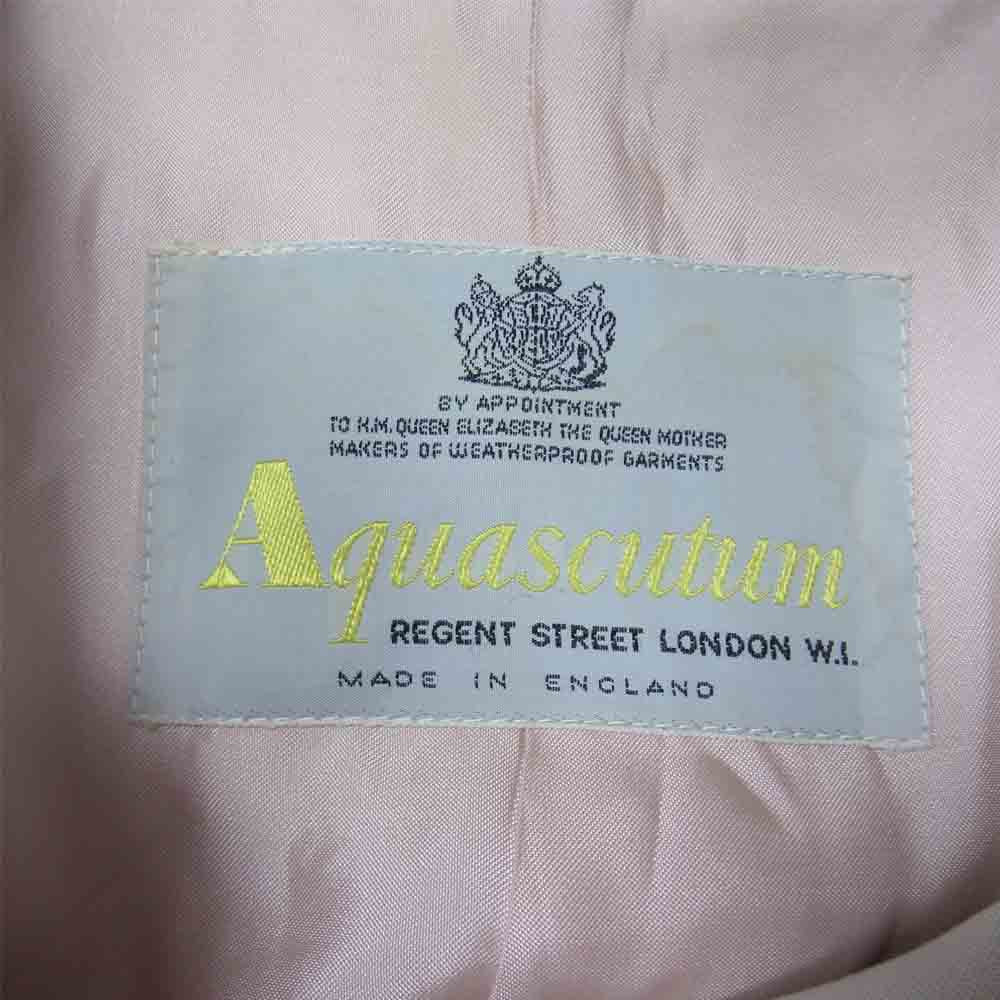 BY APPOINTMENT
TO H.M. QUEEN ELIZABETH THE QUEEN MOTHER
MAKERS OF WEATHERPROOF GARMENTS
Aquascutum
REGENT STREET LONDON W.I.
MADE IN ENGLAND